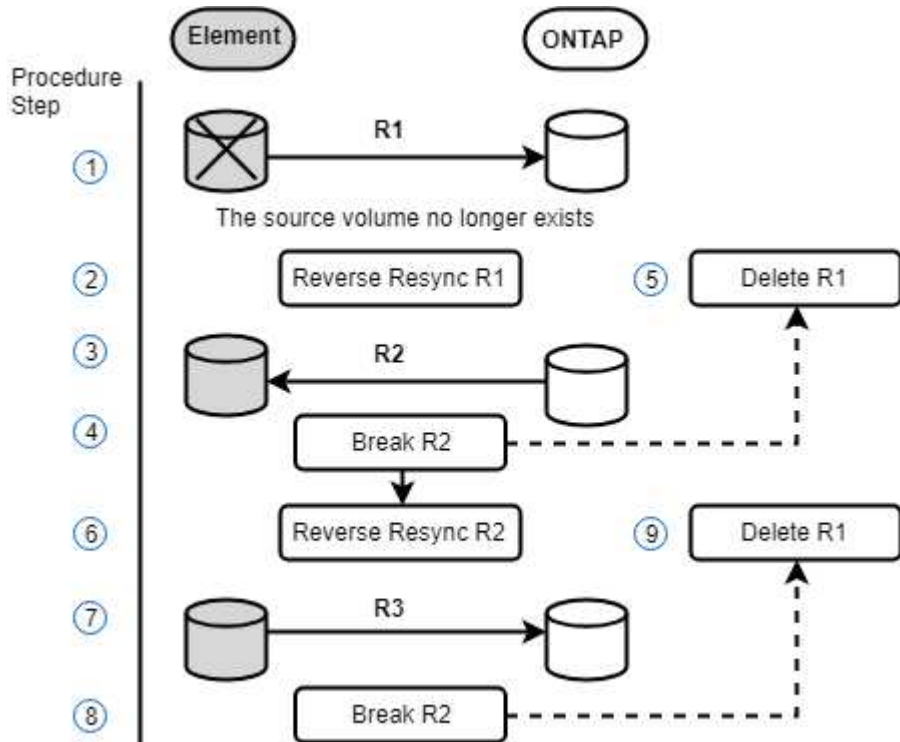 Element
ONTAP
Procedure
Step
R1
1
The source volume no longer exists
2
Reverse Resync R1
5
Delete R1
3
R2
4
Break R2
6
Reverse Resync R2
9
Delete R1
7
R3
8
Break R2